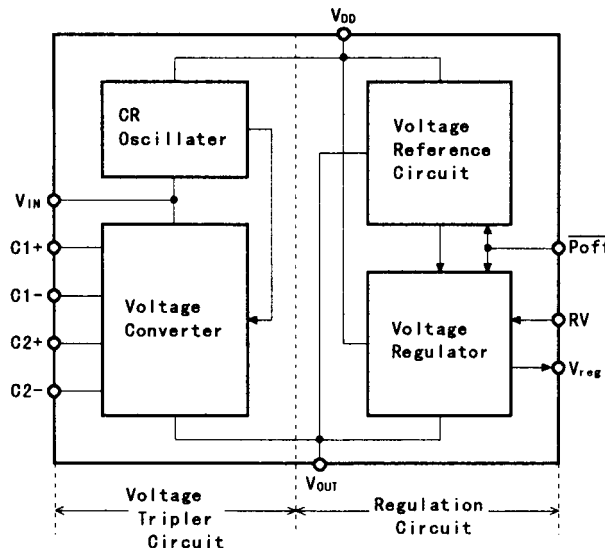 VDD
CR
Oscillater
Voltage
Reference
Circuit
VIN
C1+
Poff
C1-
Voltage
Converter
Voltage
Regulator
RV
C2+
Vreg
C2-
VOUT
Voltage
Tripler
Circuit
Regulation
Circuit